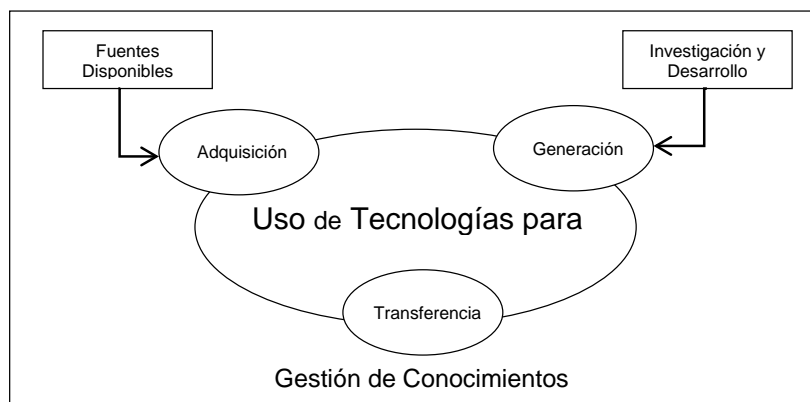 Fuentes
Disponibles
Investigación y
Desarrollo
Adquisición
Generación
Uso de Tecnologías para
Transferencia
Gestión de Conocimientos